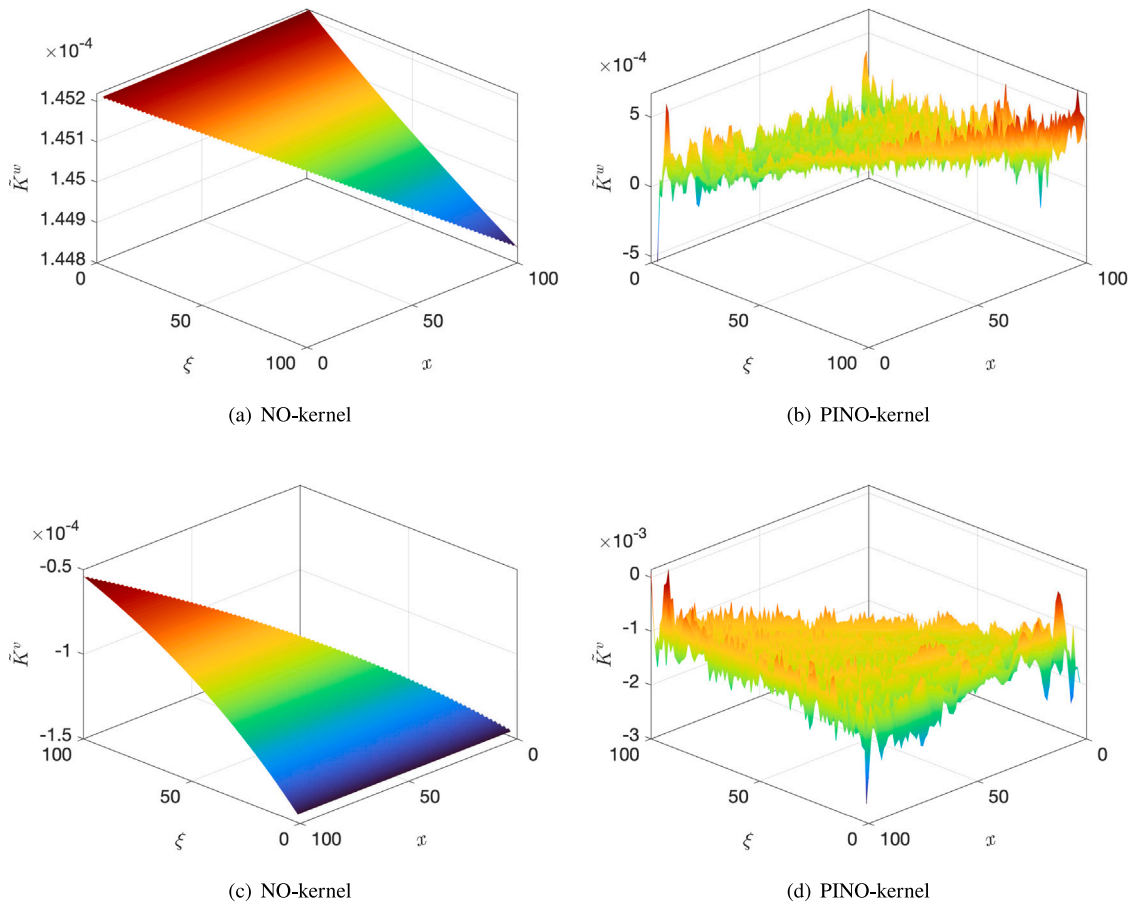 ×10⁻⁴
1.452
1.451
1.45
1.449
1.448
K̃ʷ
0
50
100
ξ
0
50
100
x
(a) NO-kernel
×10⁻⁴
5
0
-5
K̃ʷ
0
50
100
ξ
0
50
100
x
(b) PINO-kernel
×10⁻⁴
-0.5
-1
-1.5
K̃ᵛ
100
50
0
ξ
100
50
0
x
(c) NO-kernel
×10⁻³
0
-1
-2
-3
K̃ᵛ
100
50
0
ξ
100
50
0
x
(d) PINO-kernel